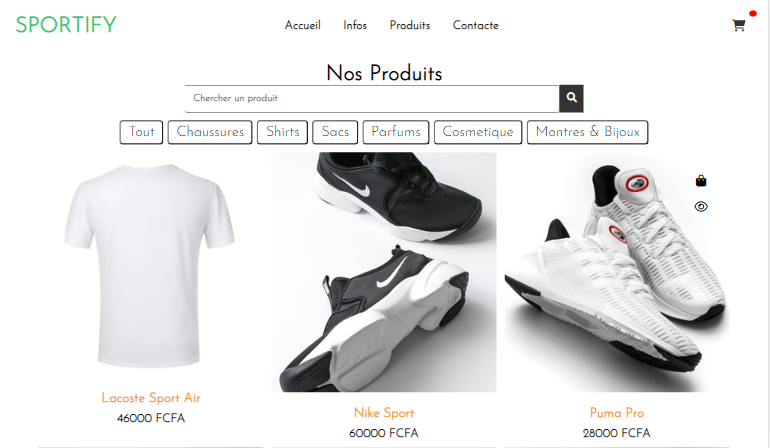 SPORTIFY
Accueil Infos Produits Contacte
Nos Produits
Chercher un produit
Tout Chaussures Shirts Sacs Parfums Cosmetique Montres & Bijoux
Lacoste Sport Air
46000 FCFA
Nike Sport
60000 FCFA
Puma Pro
28000 FCFA